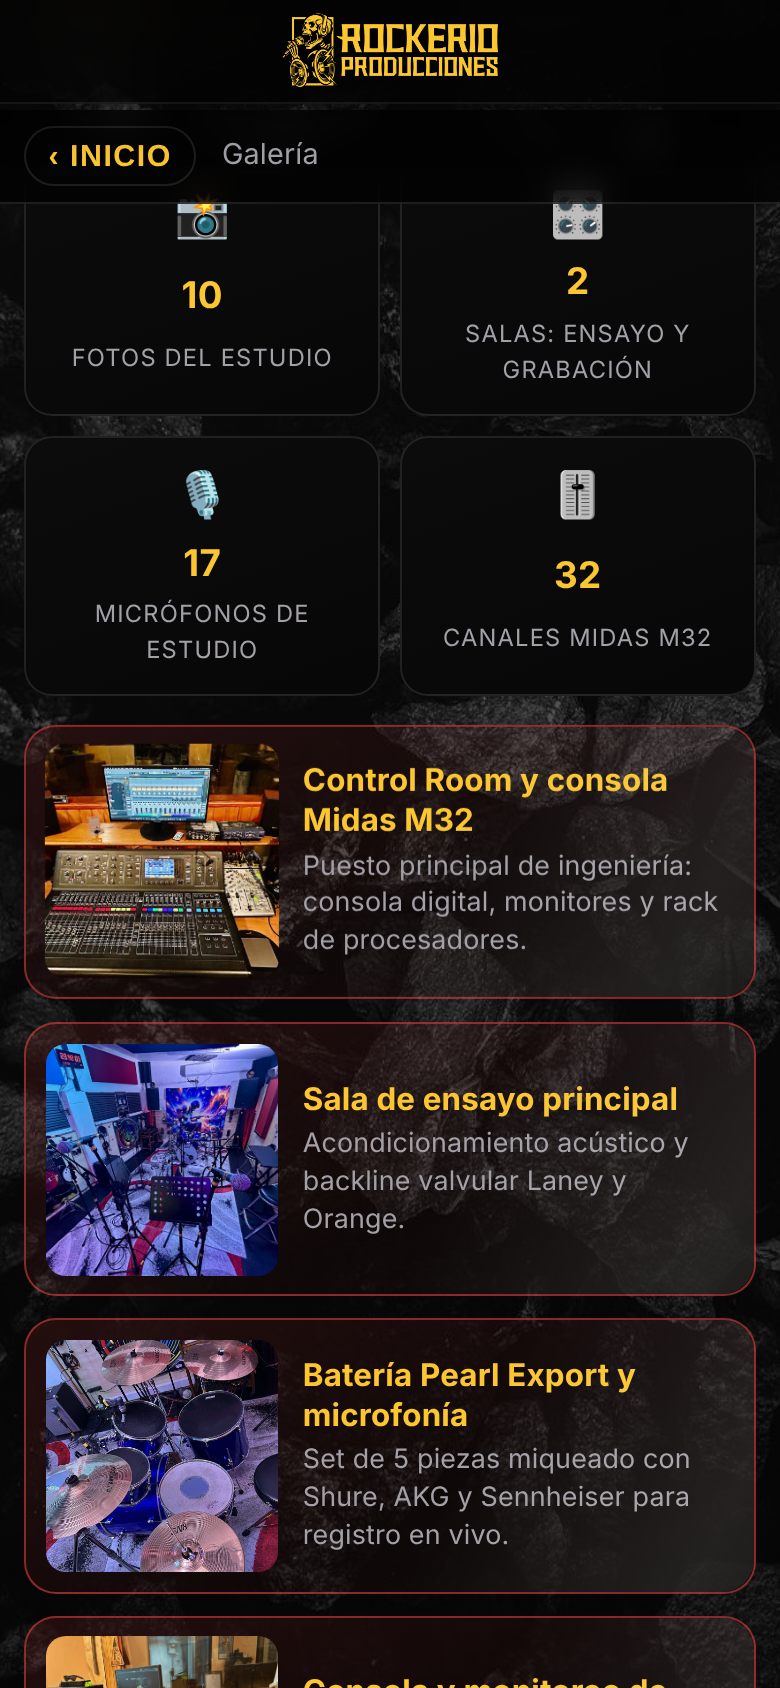 ROCKERIO
PRODUCCIONES
‹ INICIO
Galería
10
FOTOS DEL ESTUDIO
2
SALAS: ENSAYO Y
GRABACIÓN
17
MICRÓFONOS DE
ESTUDIO
32
CANALES MIDAS M32
Control Room y consola
Midas M32
Puesto principal de ingeniería:
consola digital, monitores y rack
de procesadores.
Sala de ensayo principal
Acondicionamiento acústico y
backline valvular Laney y
Orange.
Batería Pearl Export y
microfonía
Set de 5 piezas miqueado con
Shure, AKG y Sennheiser para
registro en vivo.
Consola y monitores de